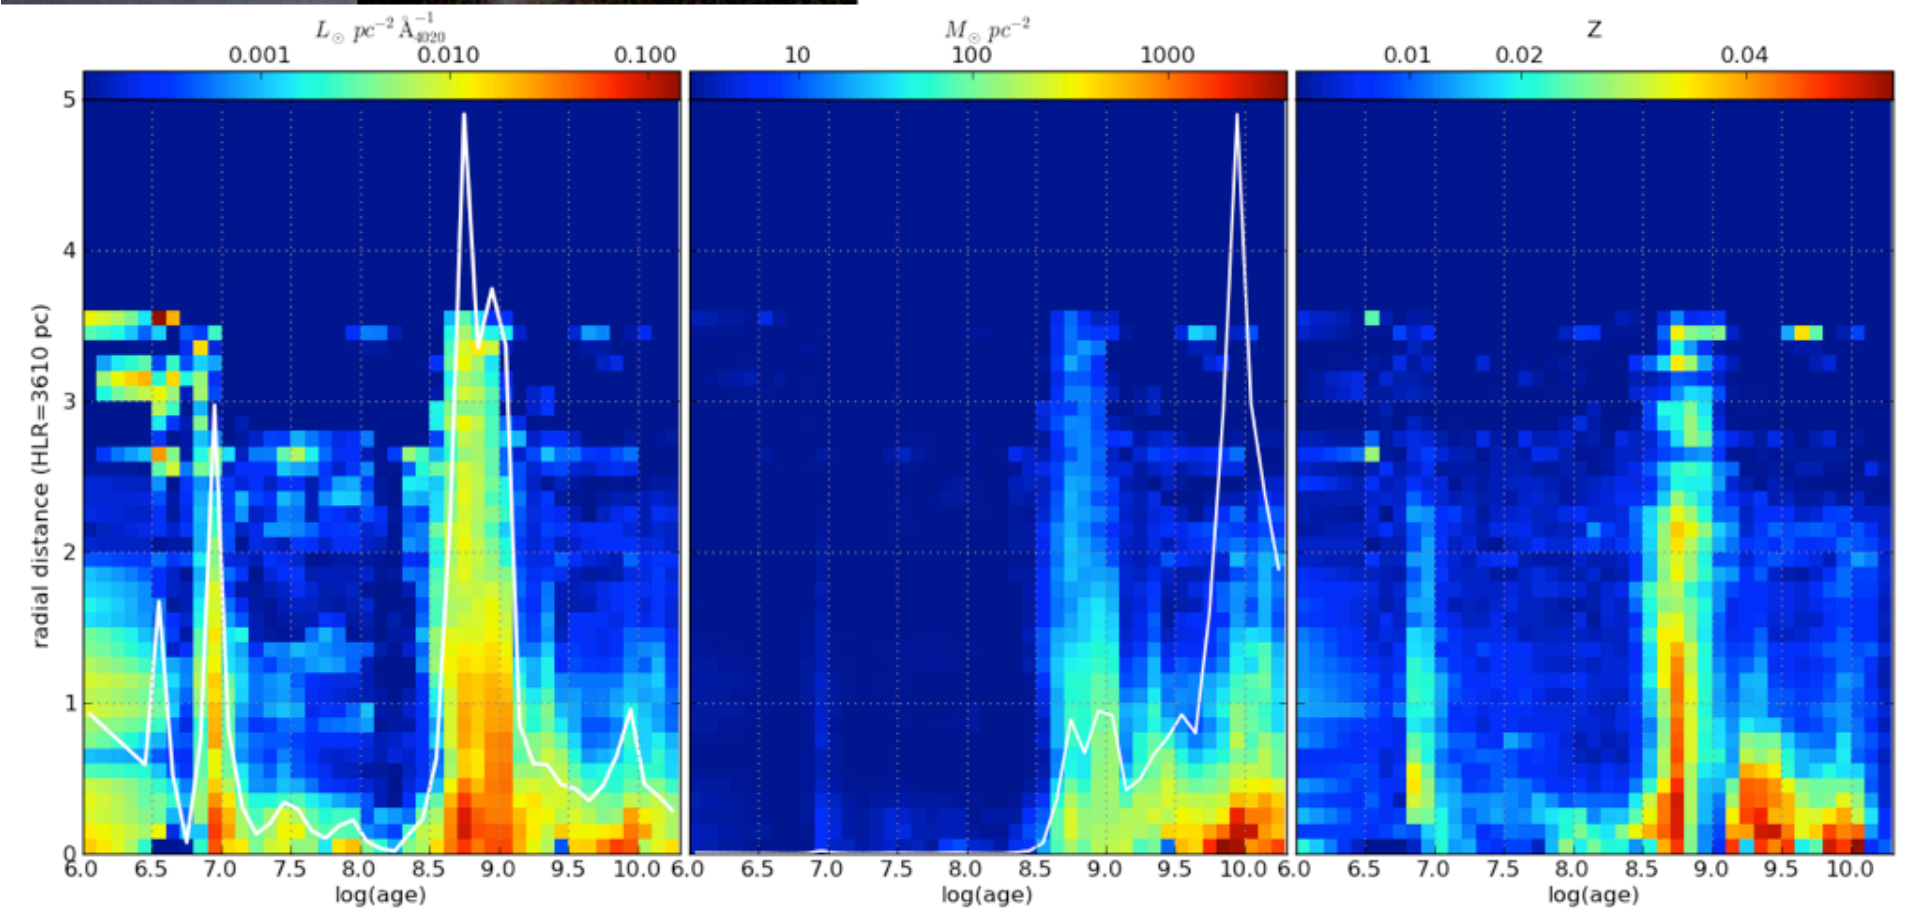 L☉ pc⁻² Å⁻¹₄₀₂₀ M☉ pc⁻² Z
0.001 0.010 0.100 10 100 1000 0.01 0.02 0.04
5
4
3
2
1
0
radial distance (HLR=3610 pc)
6.0 6.5 7.0 7.5 8.0 8.5 9.0 9.5 10.0 6.0 6.5 7.0 7.5 8.0 8.5 9.0 9.5 10.0 6.0 6.5 7.0 7.5 8.0 8.5 9.0 9.5 10.0
log(age) log(age) log(age)